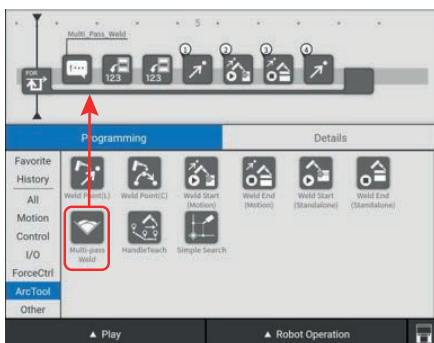 5
Multi_Pass_Weld
1
2
3
4
FOR
123
123
Programming
Details
Favorite
History
All
Motion
Control
I/O
ForceCtrl
ArcTool
Other
Weld Point(L)
Weld Point(C)
Weld Start
(Motion)
Weld End
(Motion)
Weld Start
(Standalone)
Weld End
(Standalone)
Multi-pass
Weld
HandleTeach
Simple Search
▲ Play
▲ Robot Operation